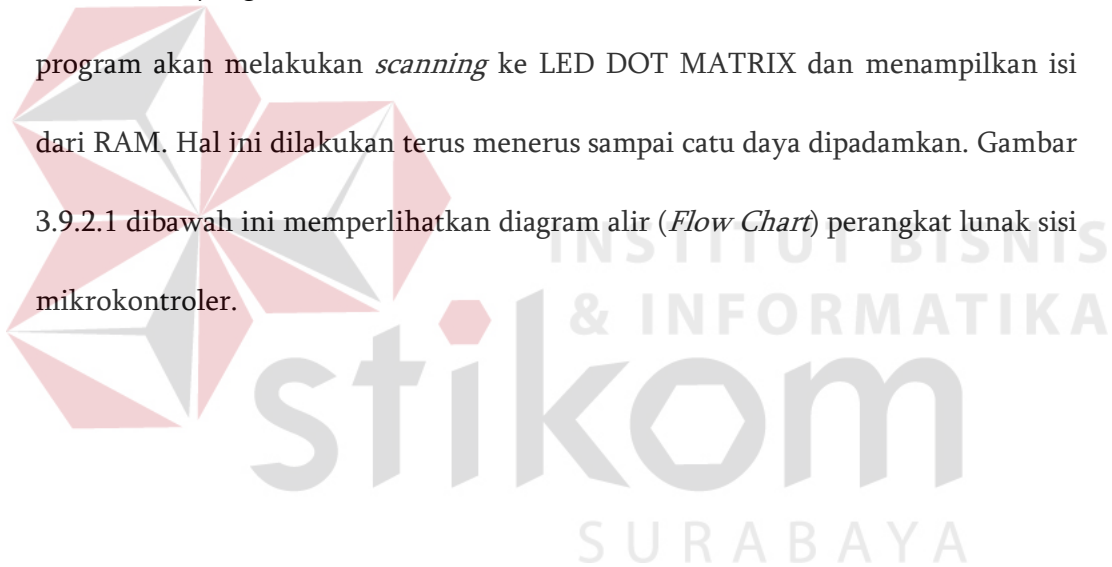 program akan melakukan scanning ke LED DOT MATRIX dan menampilkan isi
dari RAM. Hal ini dilakukan terus menerus sampai catu daya dipadamkan. Gambar
3.9.2.1 dibawah ini memperlihatkan diagram alir (Flow Chart) perangkat lunak sisi
mikrokontroler.
INSTITUT BISNIS
& INFORMATIKA
stikom
SURABAYA